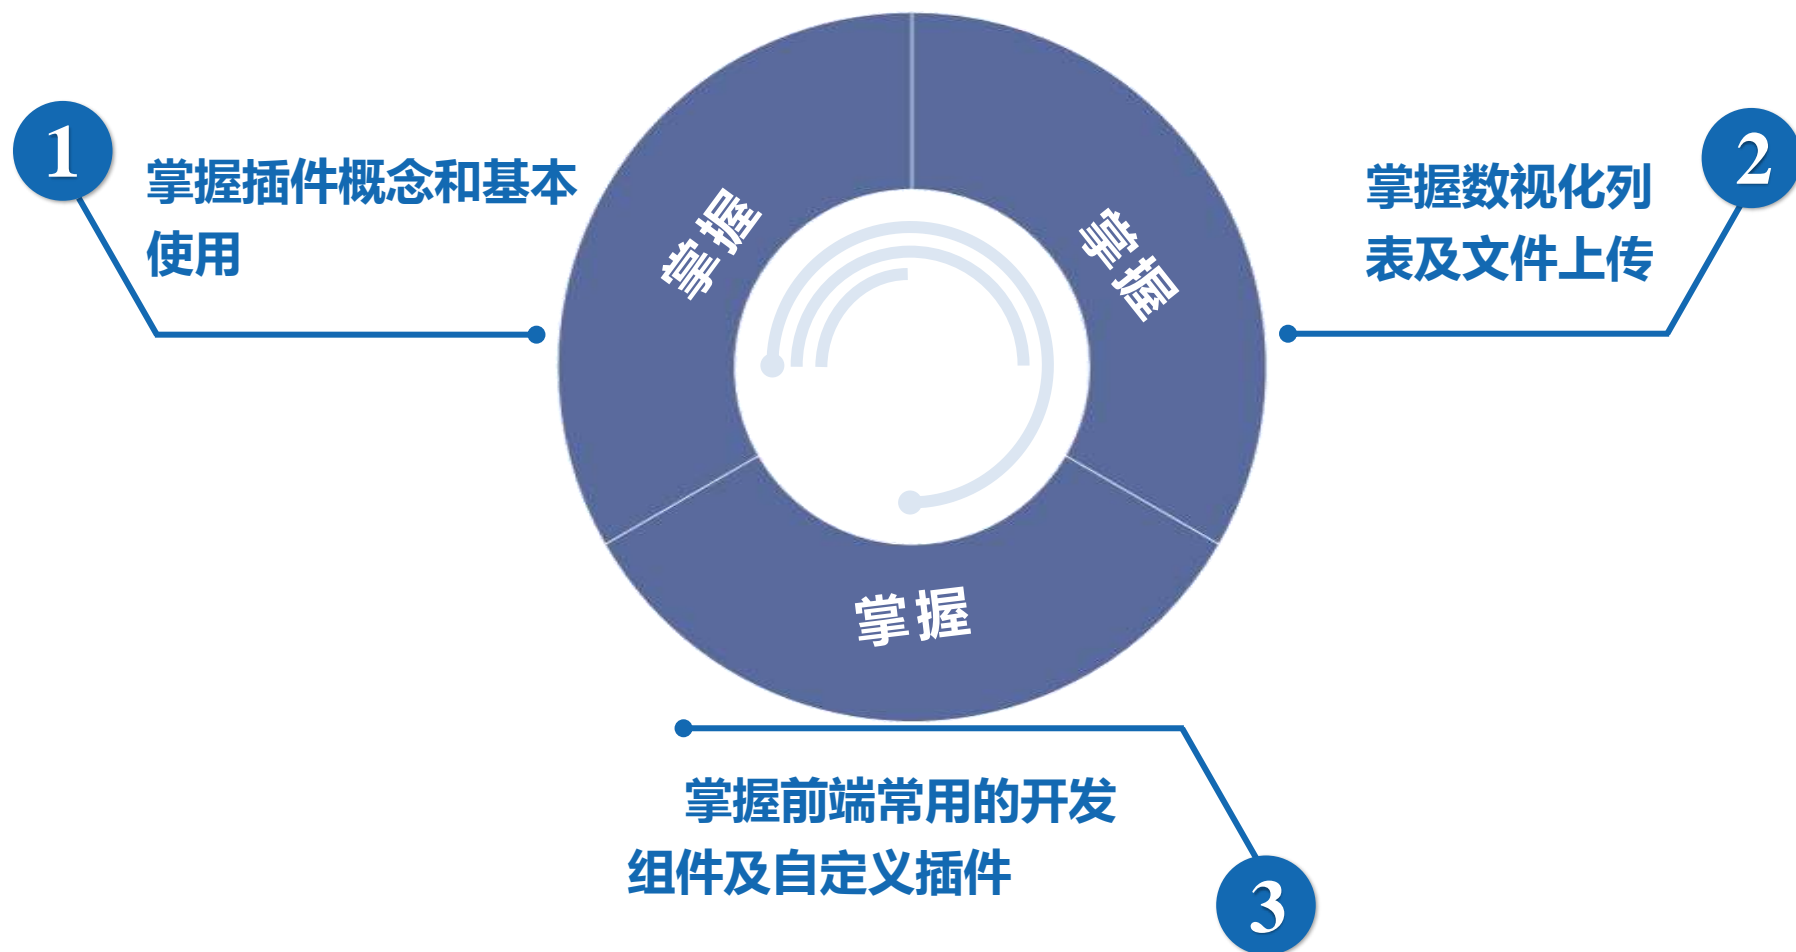 1
掌握插件概念和基本
使用
2
掌握数视化列
表及文件上传
掌握
掌握
掌握
掌握前端常用的开发
组件及自定义插件
3